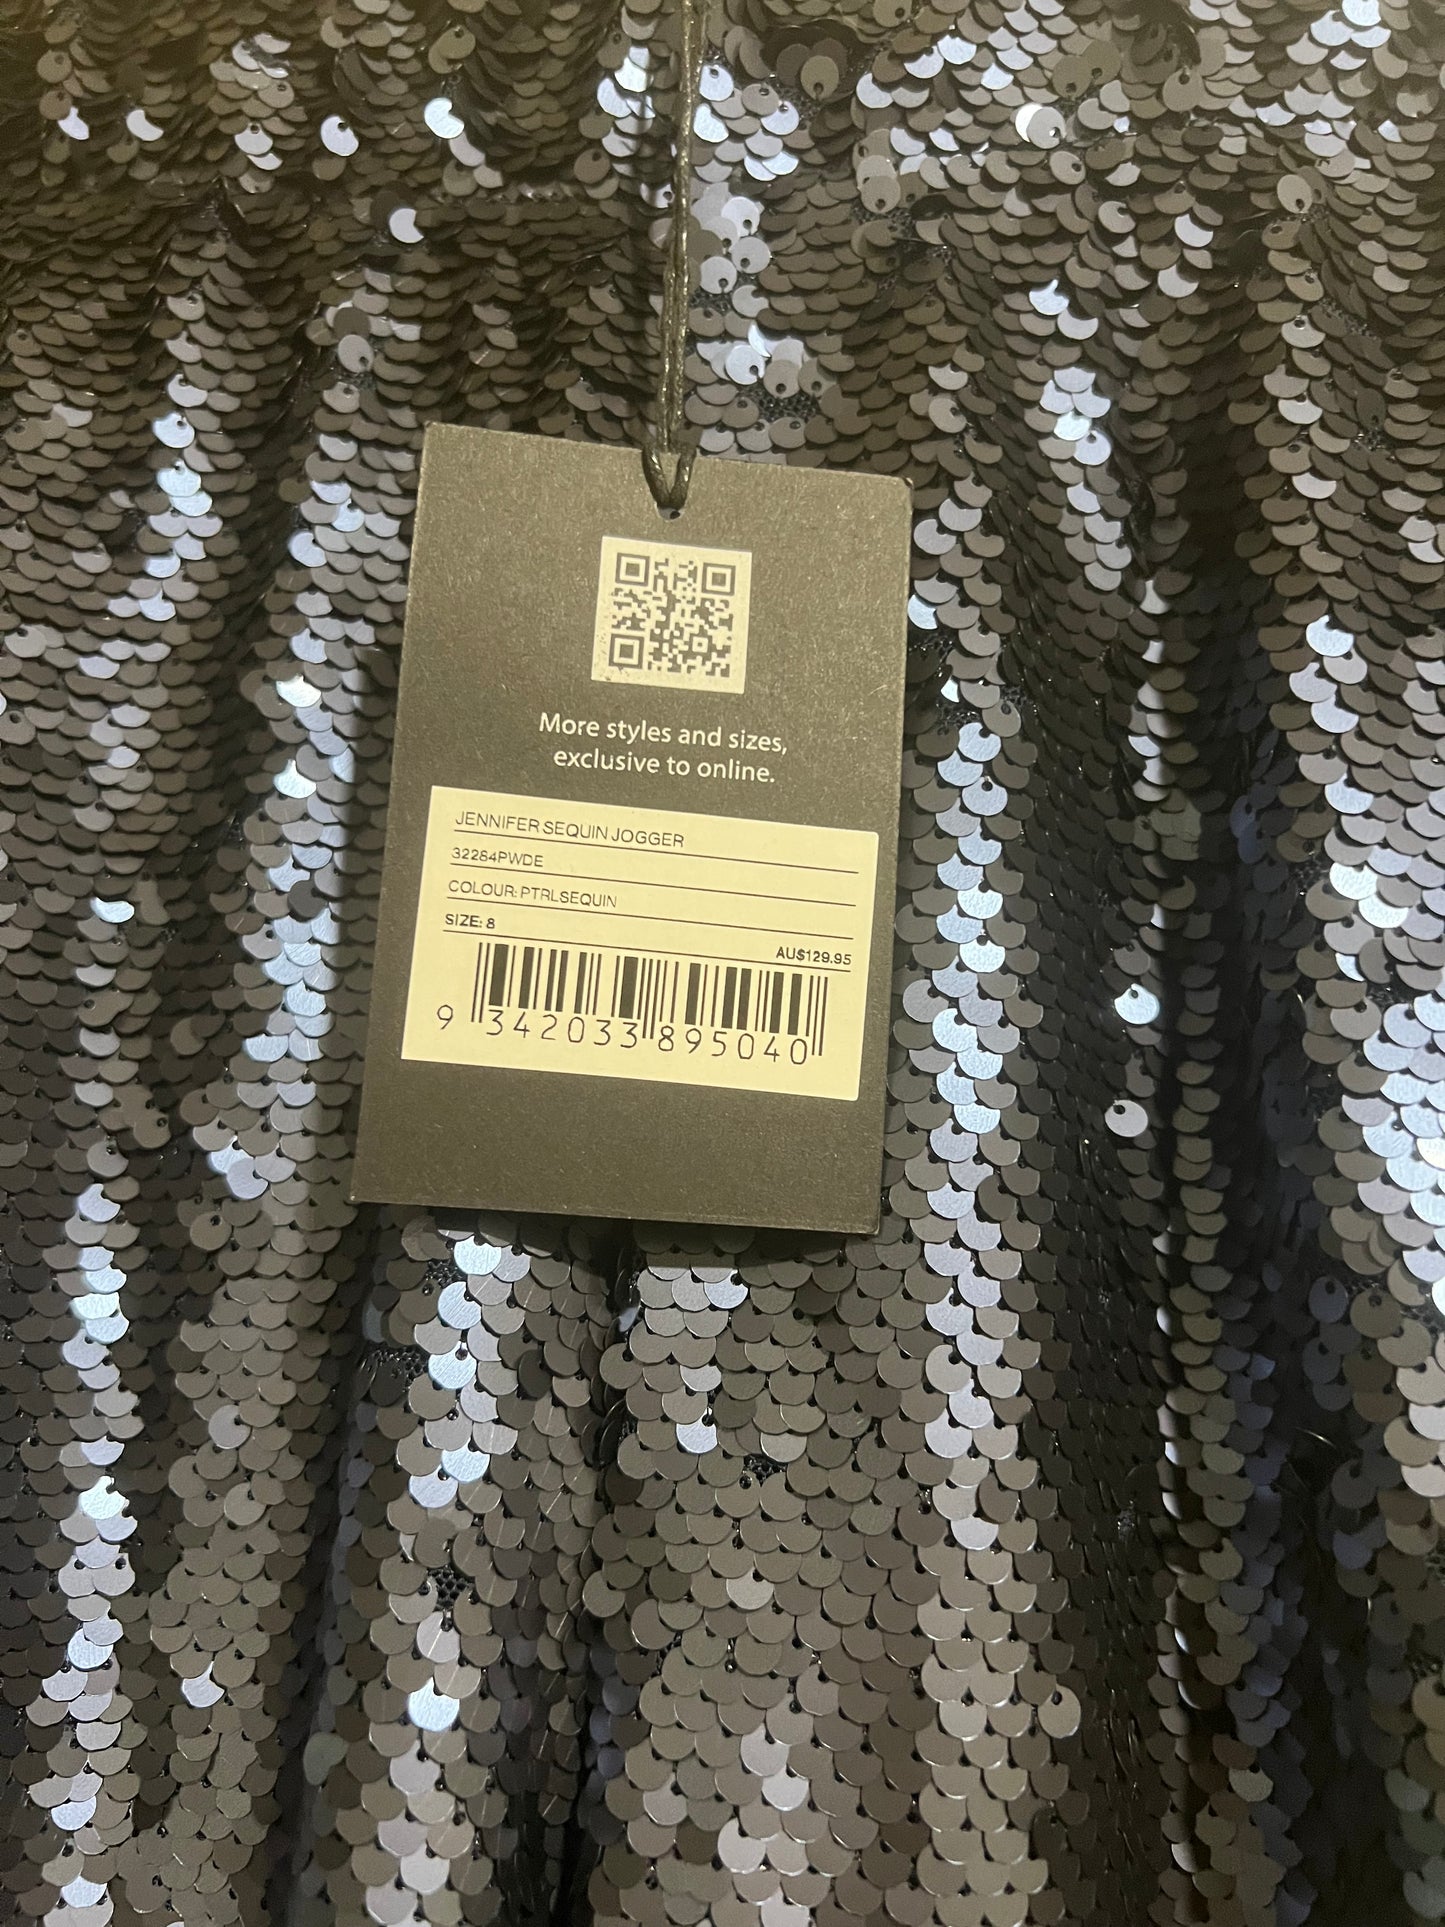 More styles and sizes,
exclusive to online.
JENNIFER SEQUIN JOGGER
32284PWDE
COLOUR: PTRLSEQUIN
SIZE: 8
AU$129.95
9 342033 895040